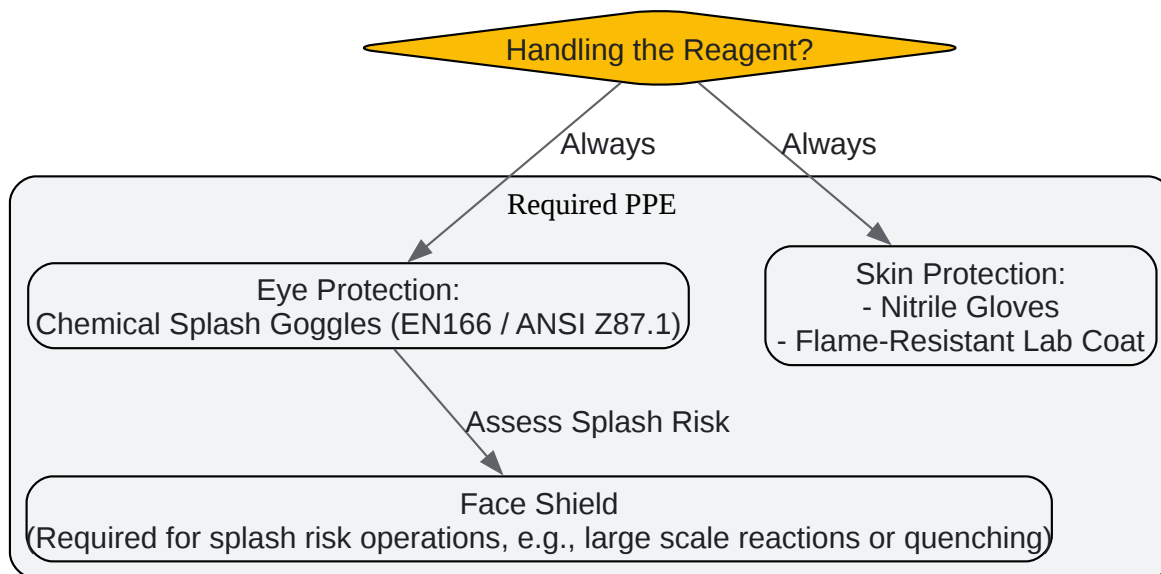 Handling the Reagent?
Always
Always
Required PPE
Eye Protection:
Chemical Splash Goggles (EN166 / ANSI Z87.1)
Skin Protection:
- Nitrile Gloves
- Flame-Resistant Lab Coat
Assess Splash Risk
Face Shield
(Required for splash risk operations, e.g., large scale reactions or quenching)